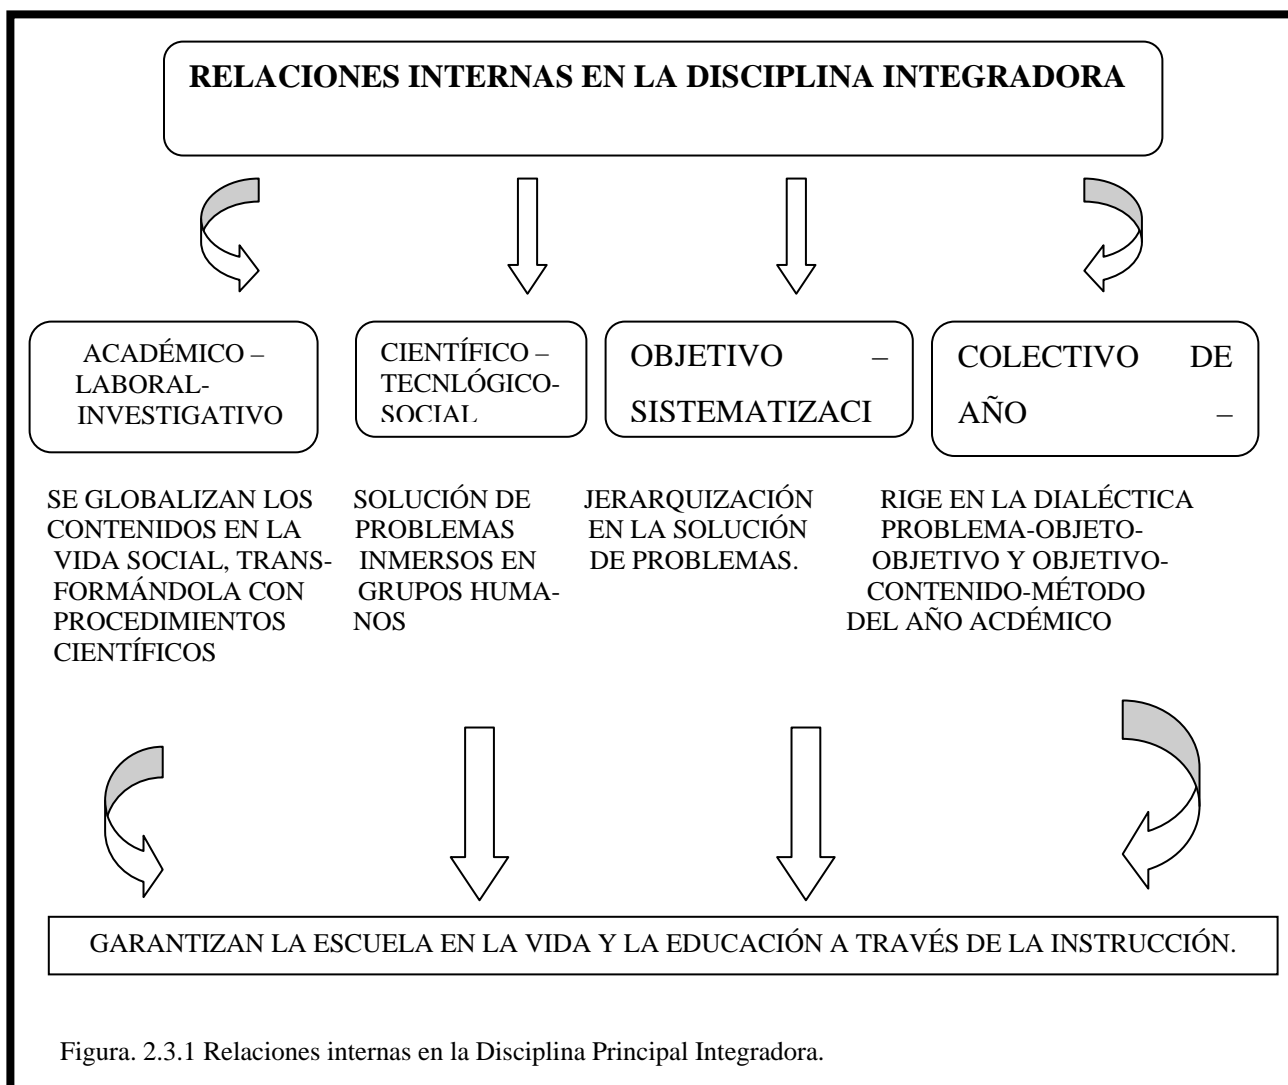 RELACIONES INTERNAS EN LA DISCIPLINA INTEGRADORA
ACADÉMICO –
LABORAL-
INVESTIGATIVO
CIENTÍFICO –
TECNLÓGICO-
SOCIAL
OBJETIVO –
SISTEMATIZACI
COLECTIVO DE
AÑO –
SE GLOBALIZAN LOS
CONTENIDOS EN LA
VIDA SOCIAL, TRANS-
FORMÁNDOLA CON
PROCEDIMIENTOS
CIENTÍFICOS
SOLUCIÓN DE
PROBLEMAS
INMERSOS EN
GRUPOS HUMA-
NOS
JERARQUIZACIÓN
EN LA SOLUCIÓN
DE PROBLEMAS.
RIGE EN LA DIALÉCTICA
PROBLEMA-OBJETO-
OBJETIVO Y OBJETIVO-
CONTENIDO-MÉTODO
DEL AÑO ACDÉMICO
GARANTIZAN LA ESCUELA EN LA VIDA Y LA EDUCACIÓN A TRAVÉS DE LA INSTRUCCIÓN.
Figura. 2.3.1 Relaciones internas en la Disciplina Principal Integradora.